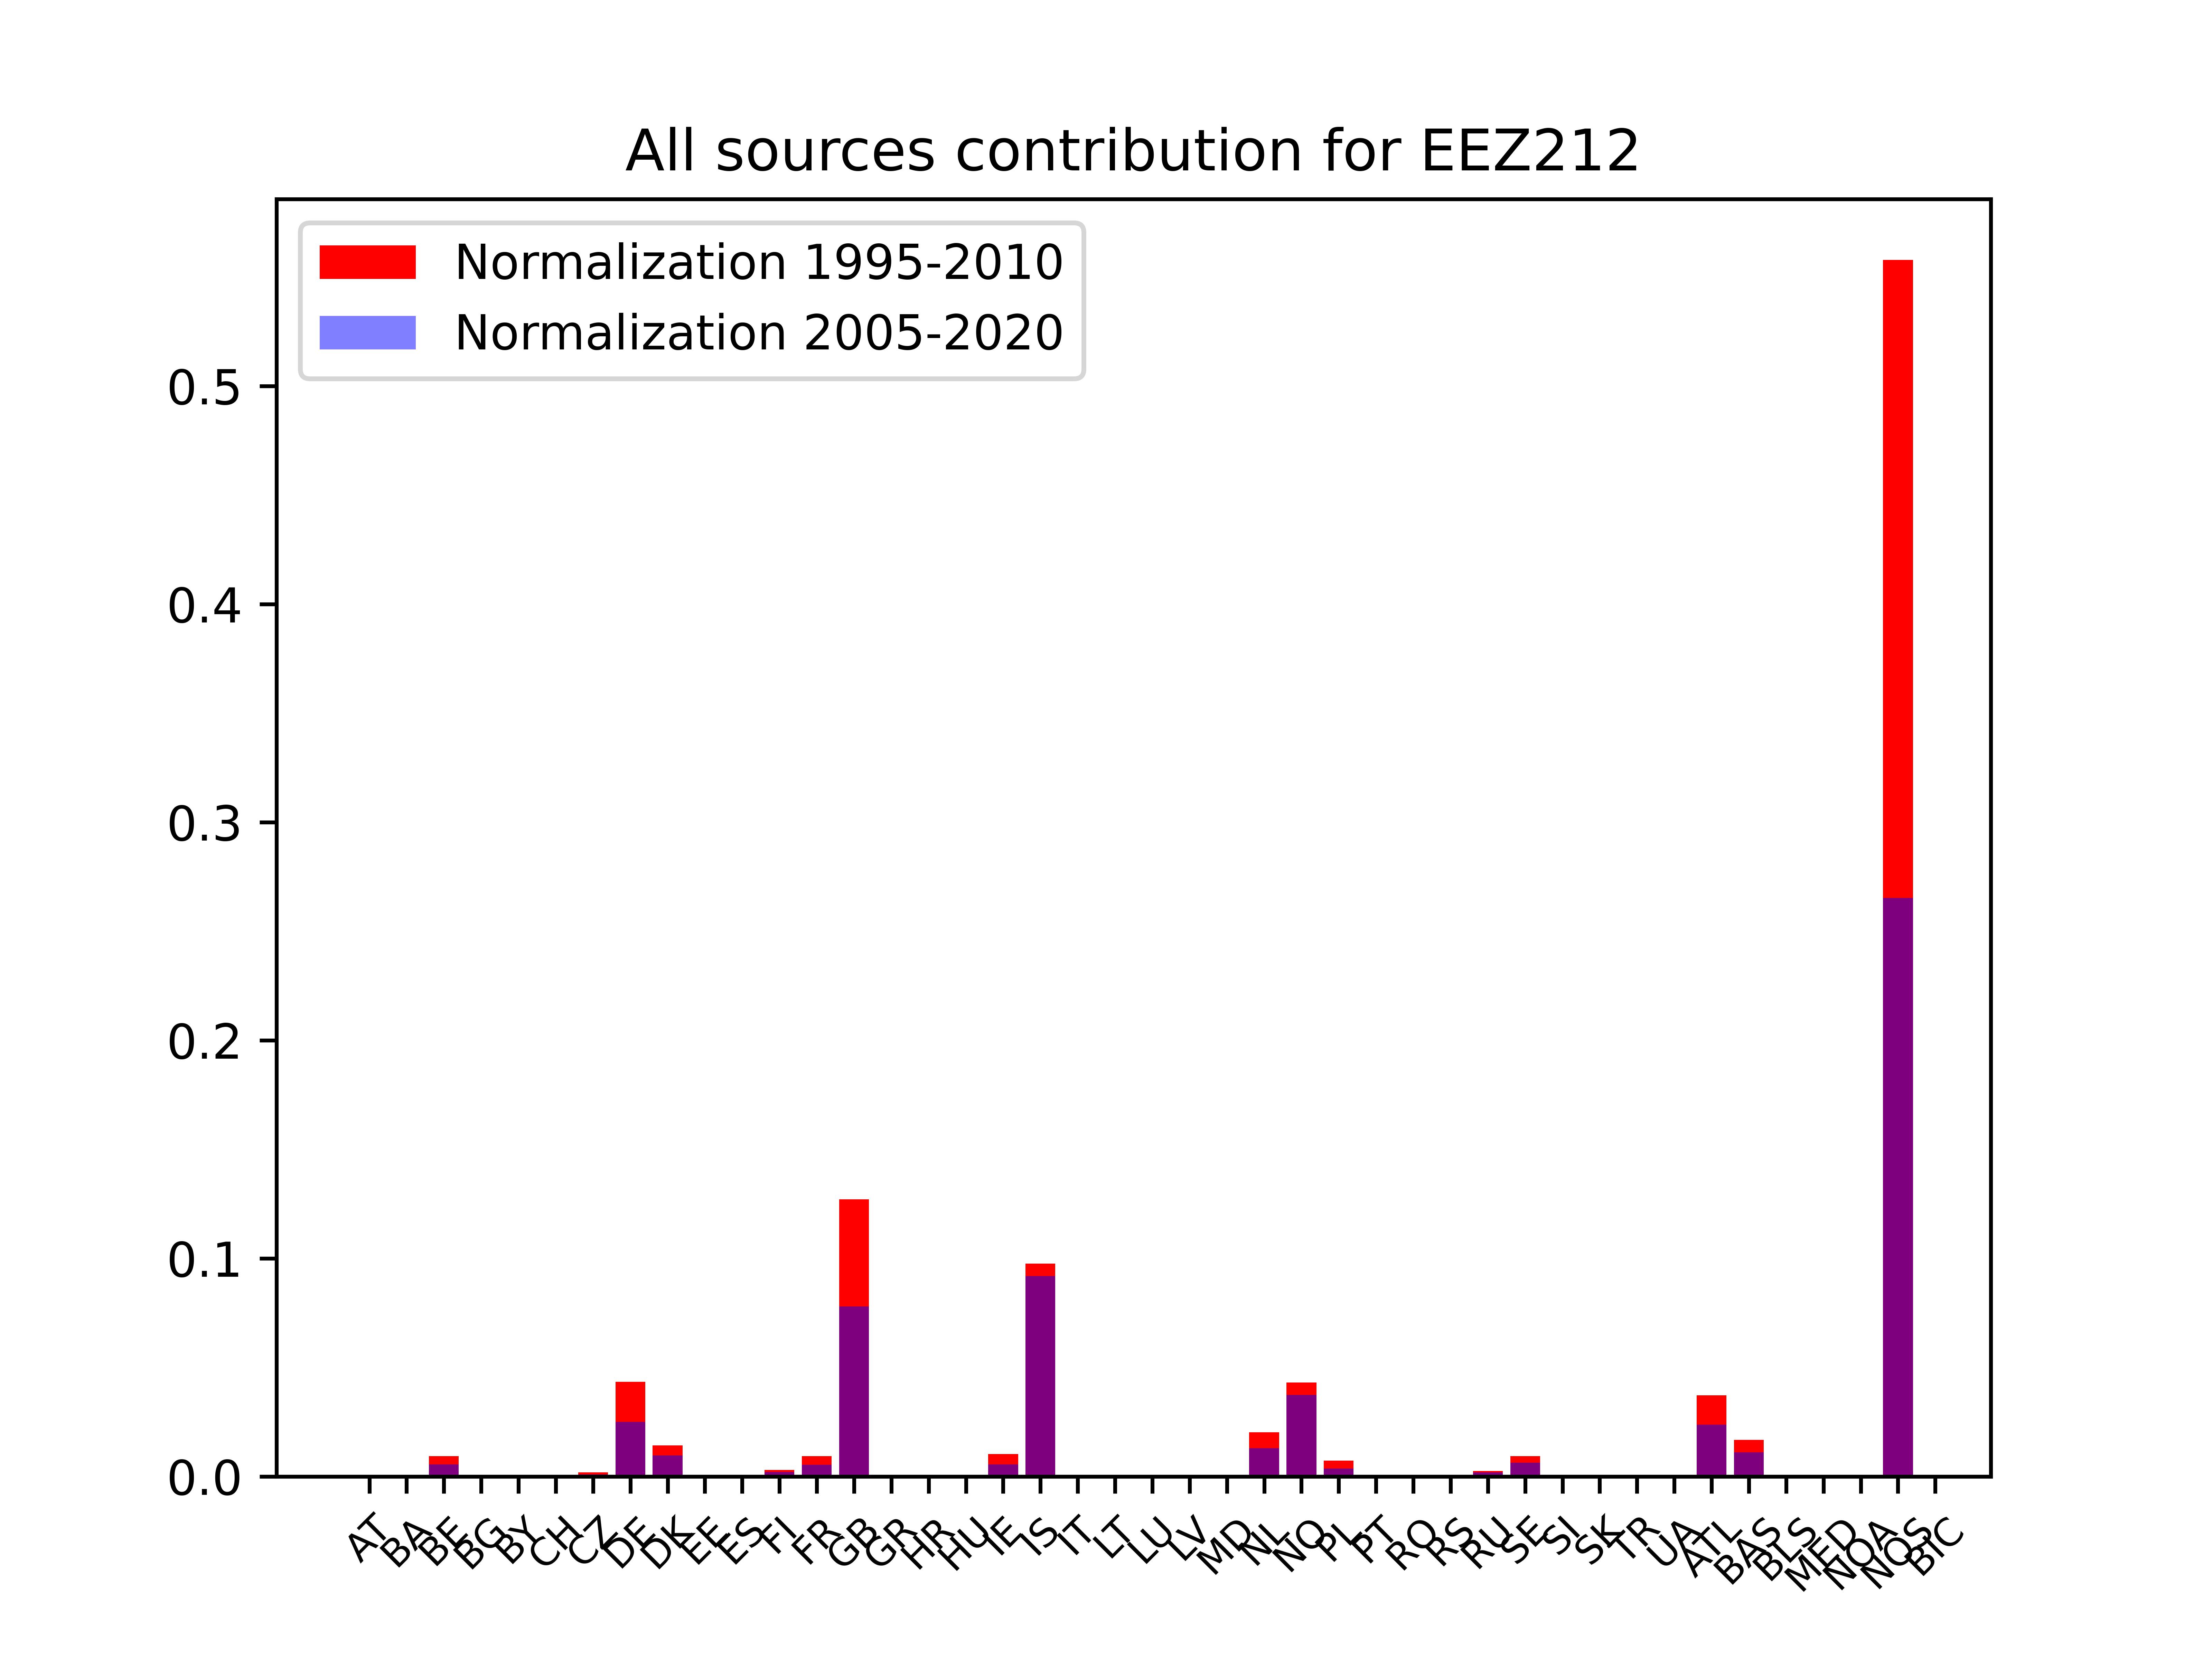 All sources contribution for EEZ212
Normalization 1995-2010
Normalization 2005-2020
0.5
0.4
0.3
0.2
0.1
0.0
AT
BA
BE
BG
BY
CH
CZ
DE
DK
EE
ES
FI
FR
GB
GR
HR
HU
IE
IS
IT
LT
LU
LV
MD
NL
NO
PL
PT
RO
RS
RU
SE
SI
SK
TR
UA
ATL
BAS
BLS
MED
NOA
NOS
BIC